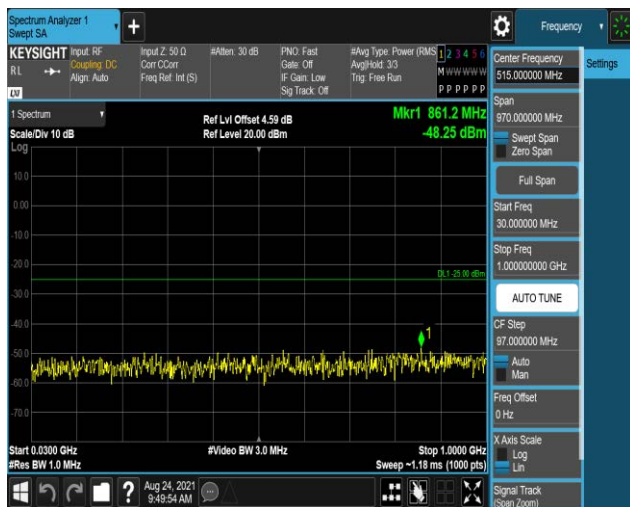 Spectrum Analyzer 1
Swept SA
Frequency
KEYSIGHT
RL
LXI
Input: RF
Coupling: DC
Align: Auto
Input Z: 50 Ω
Corr CCorr
Freq Ref: Int (S)
#Atten: 30 dB
PNO: Fast
Gate: Off
IF Gain: Low
Sig Track: Off
#Avg Type: Power (RMS
Avg|Hold: 3/3
Trig: Free Run
1 2 3 4 5 6
M W W W W W
P P P P P P
1 Spectrum
Scale/Div 10 dB
Ref Lvl Offset 4.59 dB
Ref Level 20.00 dBm
Mkr1 861.2 MHz
-48.25 dBm
Log
10.0
0.00
-10.0
-20.0
DL1 -25.00 dBm
-30.0
-40.0
1
-50.0
-60.0
-70.0
Start 0.0300 GHz
#Res BW 1.0 MHz
#Video BW 3.0 MHz
Stop 1.0000 GHz
Sweep ~1.18 ms (1000 pts)
?
Aug 24, 2021
9:49:54 AM
Center Frequency
515.000000 MHz
Settings
Span
970.000000 MHz
Swept Span
Zero Span
Full Span
Start Freq
30.000000 MHz
Stop Freq
1.000000000 GHz
AUTO TUNE
CF Step
97.000000 MHz
Auto
Man
Freq Offset
0 Hz
X Axis Scale
Log
Lin
Signal Track
(Span Zoom)